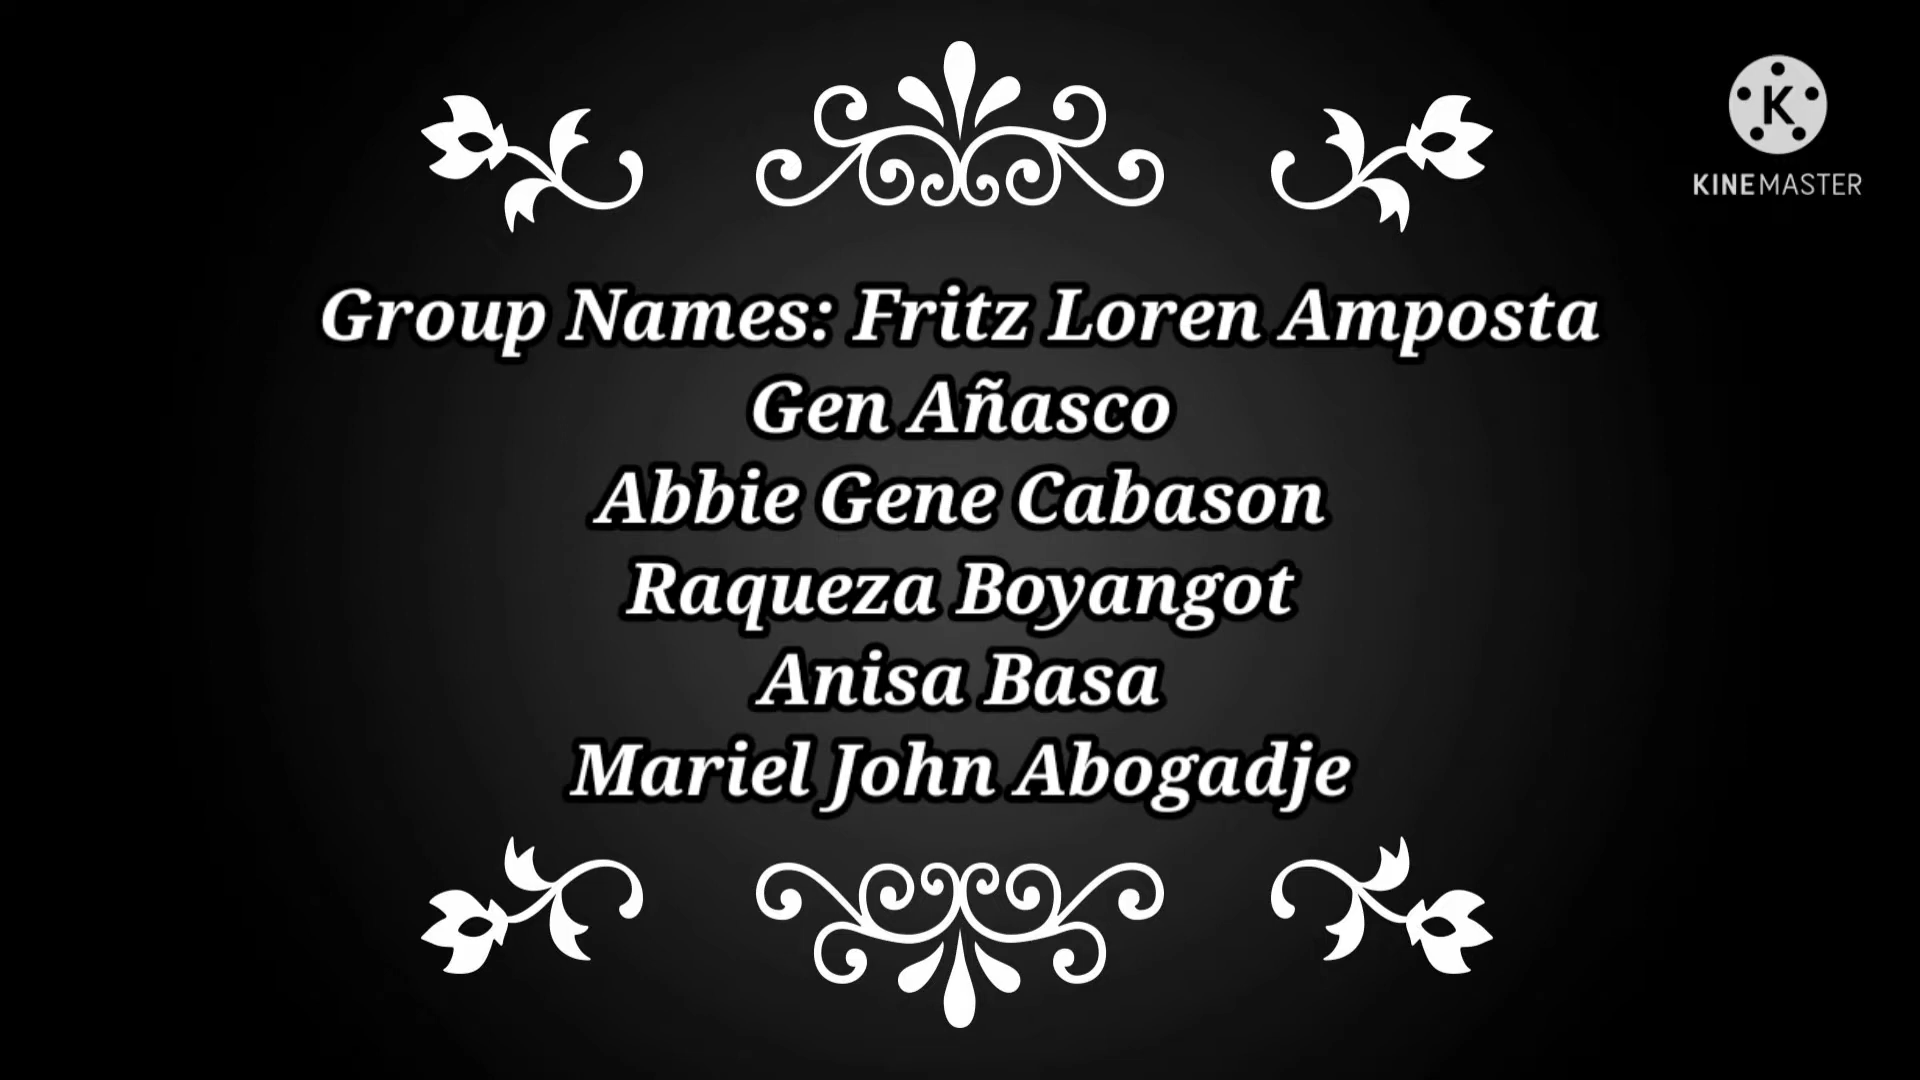 K
KINEMASTER
Group Names: Fritz Loren Amposta
Gen Añasco
Abbie Gene Cabason
Raqueza Boyangot
Anisa Basa
Mariel John Abogadje